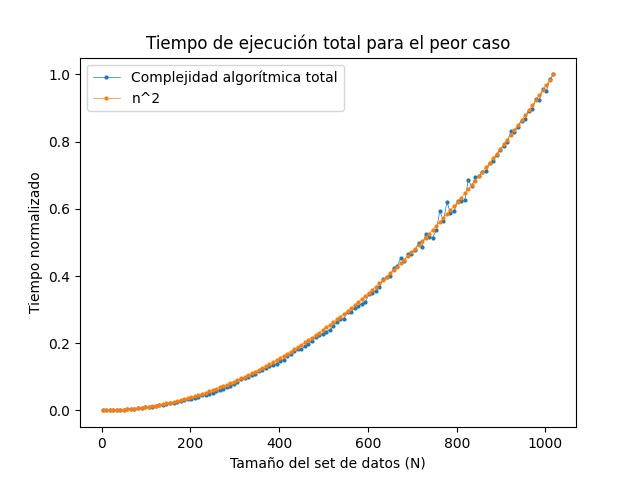 Tiempo de ejecución total para el peor caso
Complejidad algorítmica total
n^2
1.0
0.8
0.6
0.4
0.2
0.0
Tiempo normalizado
0 200 400 600 800 1000
Tamaño del set de datos (N)